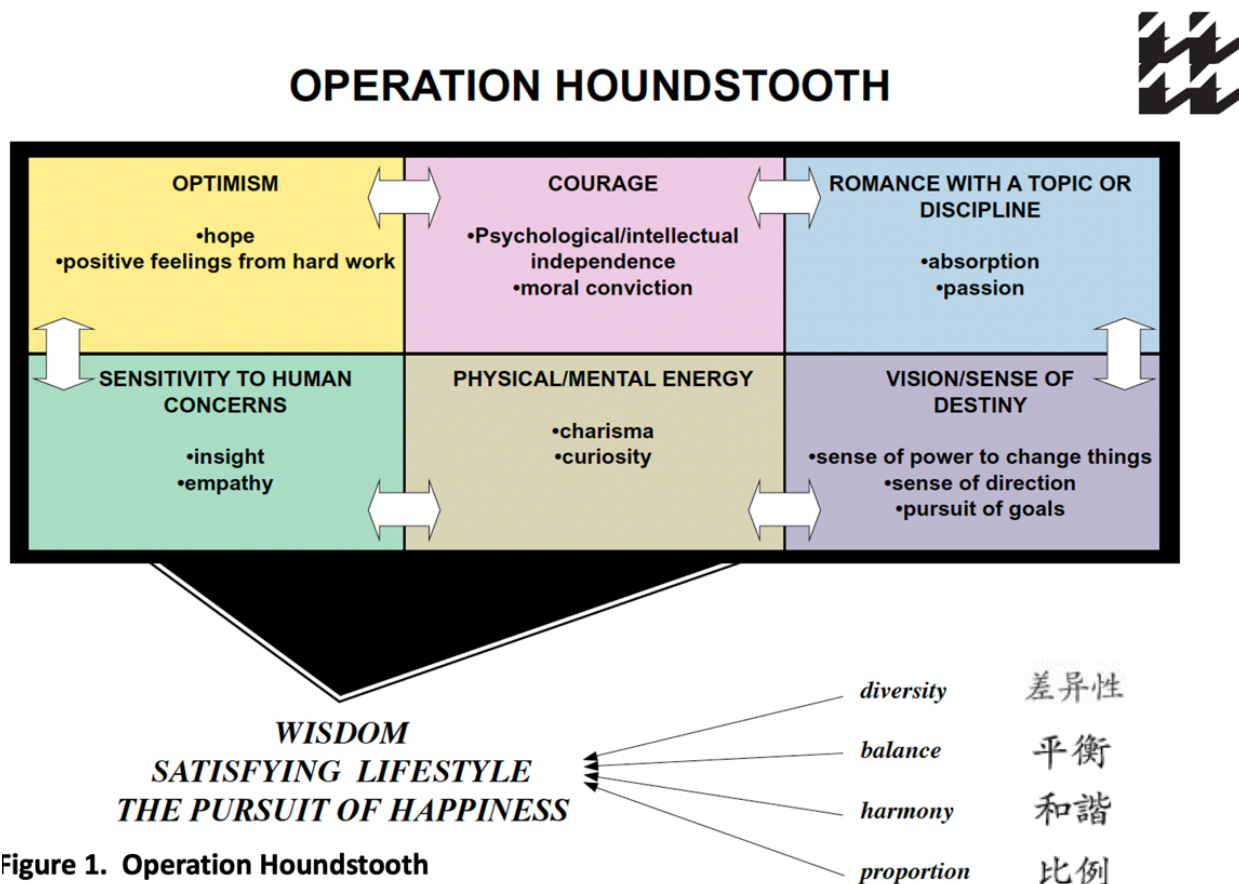 OPERATION HOUNDSTOOTH
OPTIMISM
•hope
•positive feelings from hard work
COURAGE
•Psychological/intellectual
independence
•moral conviction
ROMANCE WITH A TOPIC OR
DISCIPLINE
•absorption
•passion
SENSITIVITY TO HUMAN
CONCERNS
•insight
•empathy
PHYSICAL/MENTAL ENERGY
•charisma
•curiosity
VISION/SENSE OF
DESTINY
•sense of power to change things
•sense of direction
•pursuit of goals
WISDOM
SATISFYING LIFESTYLE
THE PURSUIT OF HAPPINESS
diversity 差异性
balance 平衡
harmony 和諧
proportion 比例
Figure 1. Operation Houndstooth